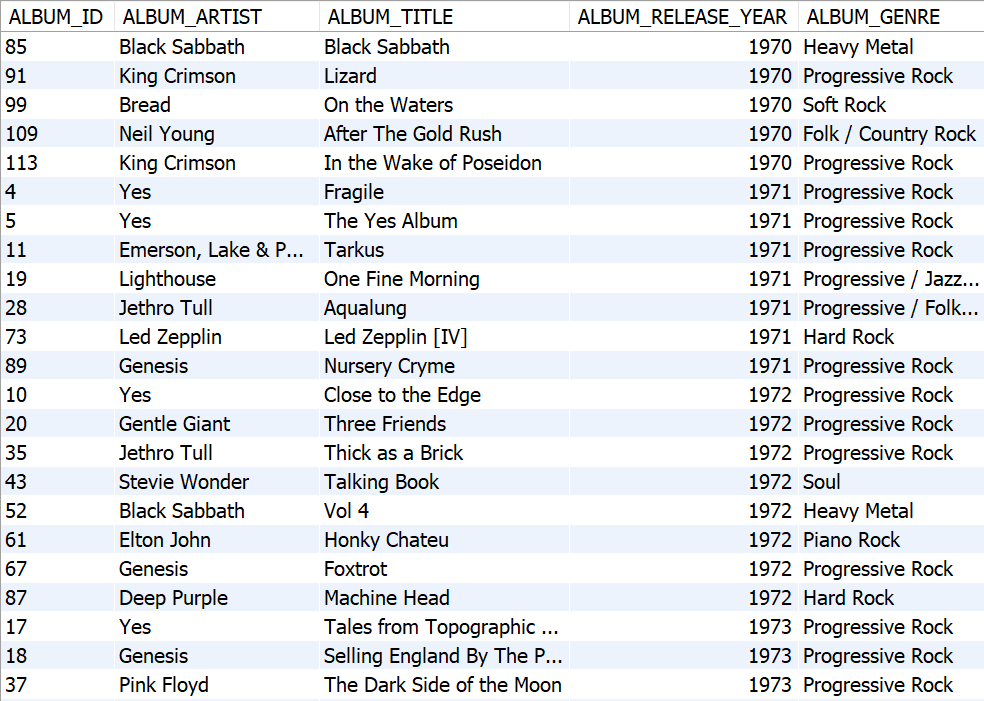 ALBUM_ID ALBUM_ARTIST ALBUM_TITLE ALBUM_RELEASE_YEAR ALBUM_GENRE
85 Black Sabbath Black Sabbath 1970 Heavy Metal
91 King Crimson Lizard 1970 Progressive Rock
99 Bread On the Waters 1970 Soft Rock
109 Neil Young After The Gold Rush 1970 Folk / Country Rock
113 King Crimson In the Wake of Poseidon 1970 Progressive Rock
4 Yes Fragile 1971 Progressive Rock
5 Yes The Yes Album 1971 Progressive Rock
11 Emerson, Lake & P... Tarkus 1971 Progressive Rock
19 Lighthouse One Fine Morning 1971 Progressive / Jazz...
28 Jethro Tull Aqualung 1971 Progressive / Folk...
73 Led Zepplin Led Zepplin [IV] 1971 Hard Rock
89 Genesis Nursery Cryme 1971 Progressive Rock
10 Yes Close to the Edge 1972 Progressive Rock
20 Gentle Giant Three Friends 1972 Progressive Rock
35 Jethro Tull Thick as a Brick 1972 Progressive Rock
43 Stevie Wonder Talking Book 1972 Soul
52 Black Sabbath Vol 4 1972 Heavy Metal
61 Elton John Honky Chateu 1972 Piano Rock
67 Genesis Foxtrot 1972 Progressive Rock
87 Deep Purple Machine Head 1972 Hard Rock
17 Yes Tales from Topographic ... 1973 Progressive Rock
18 Genesis Selling England By The P... 1973 Progressive Rock
37 Pink Floyd The Dark Side of the Moon 1973 Progressive Rock